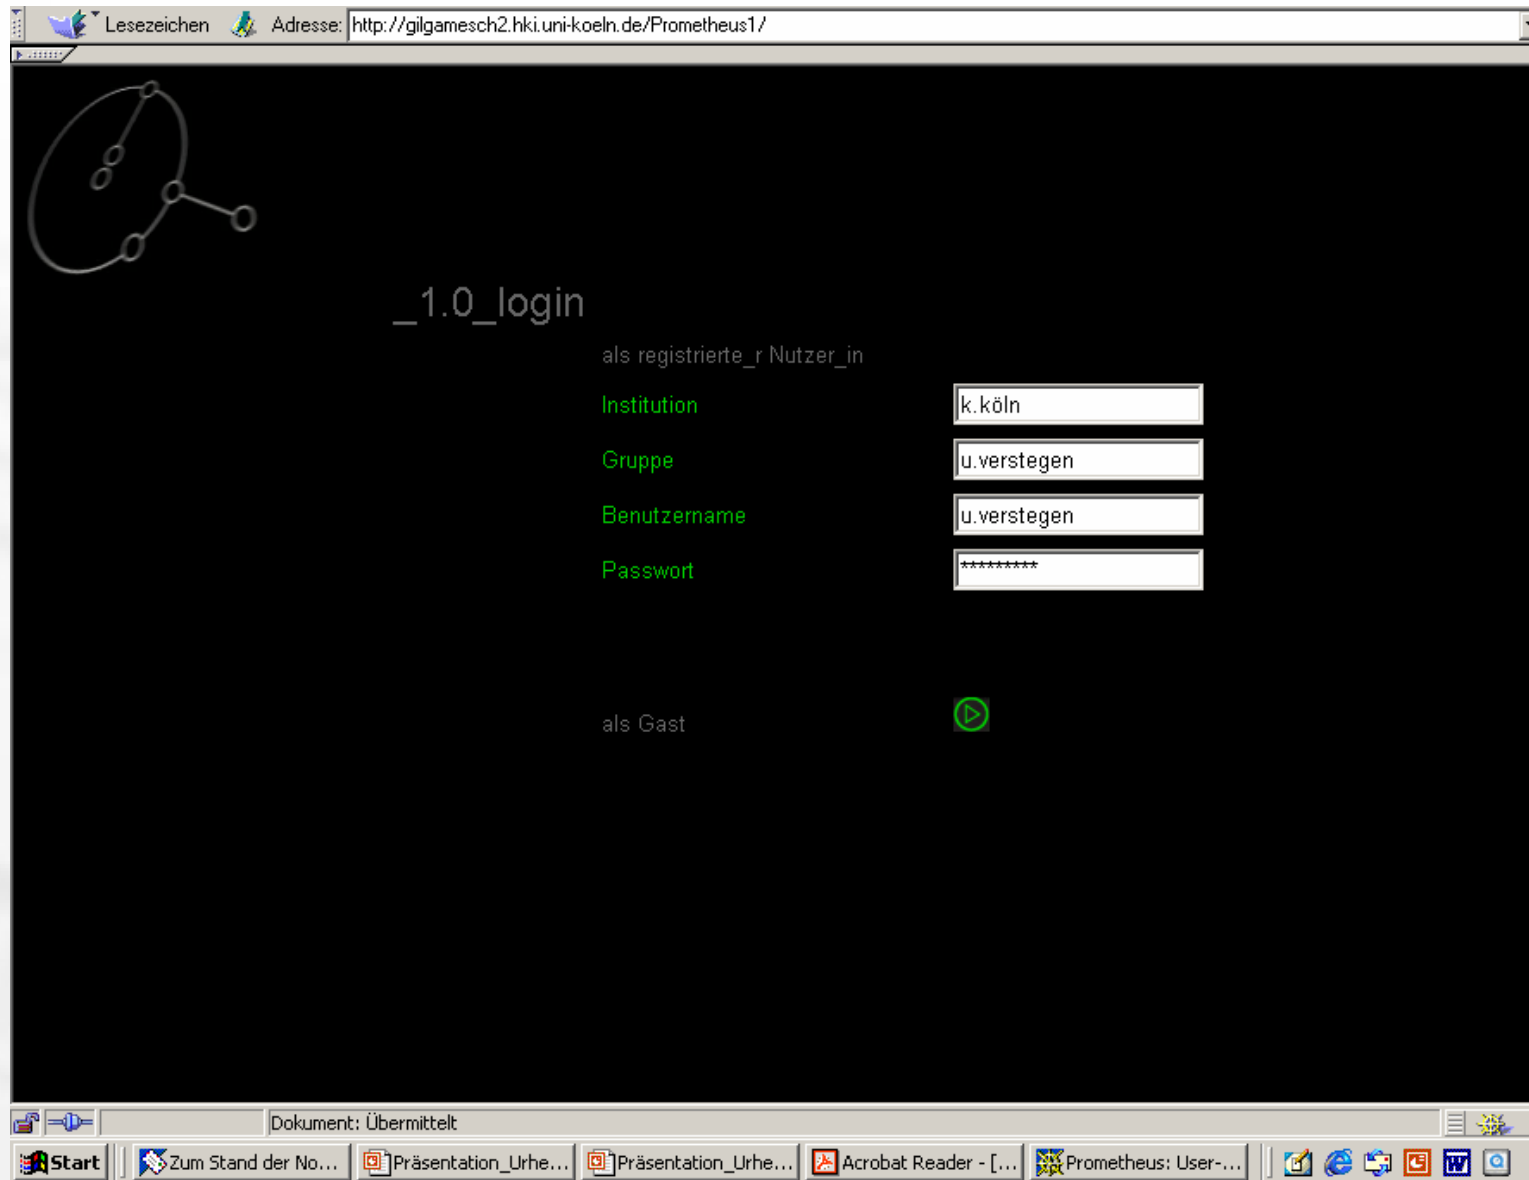 Lesezeichen Adresse: http://gilgamesch2.hki.uni-koeln.de/Prometheus1/
_1.0_login
als registrierte_r Nutzer_in
Institution k.köln
Gruppe u.verstegen
Benutzername u.verstegen
Passwort *********
als Gast
Dokument: Übermittelt
Start Zum Stand der No... Präsentation_Urhe... Präsentation_Urhe... Acrobat Reader - [... Prometheus: User-...